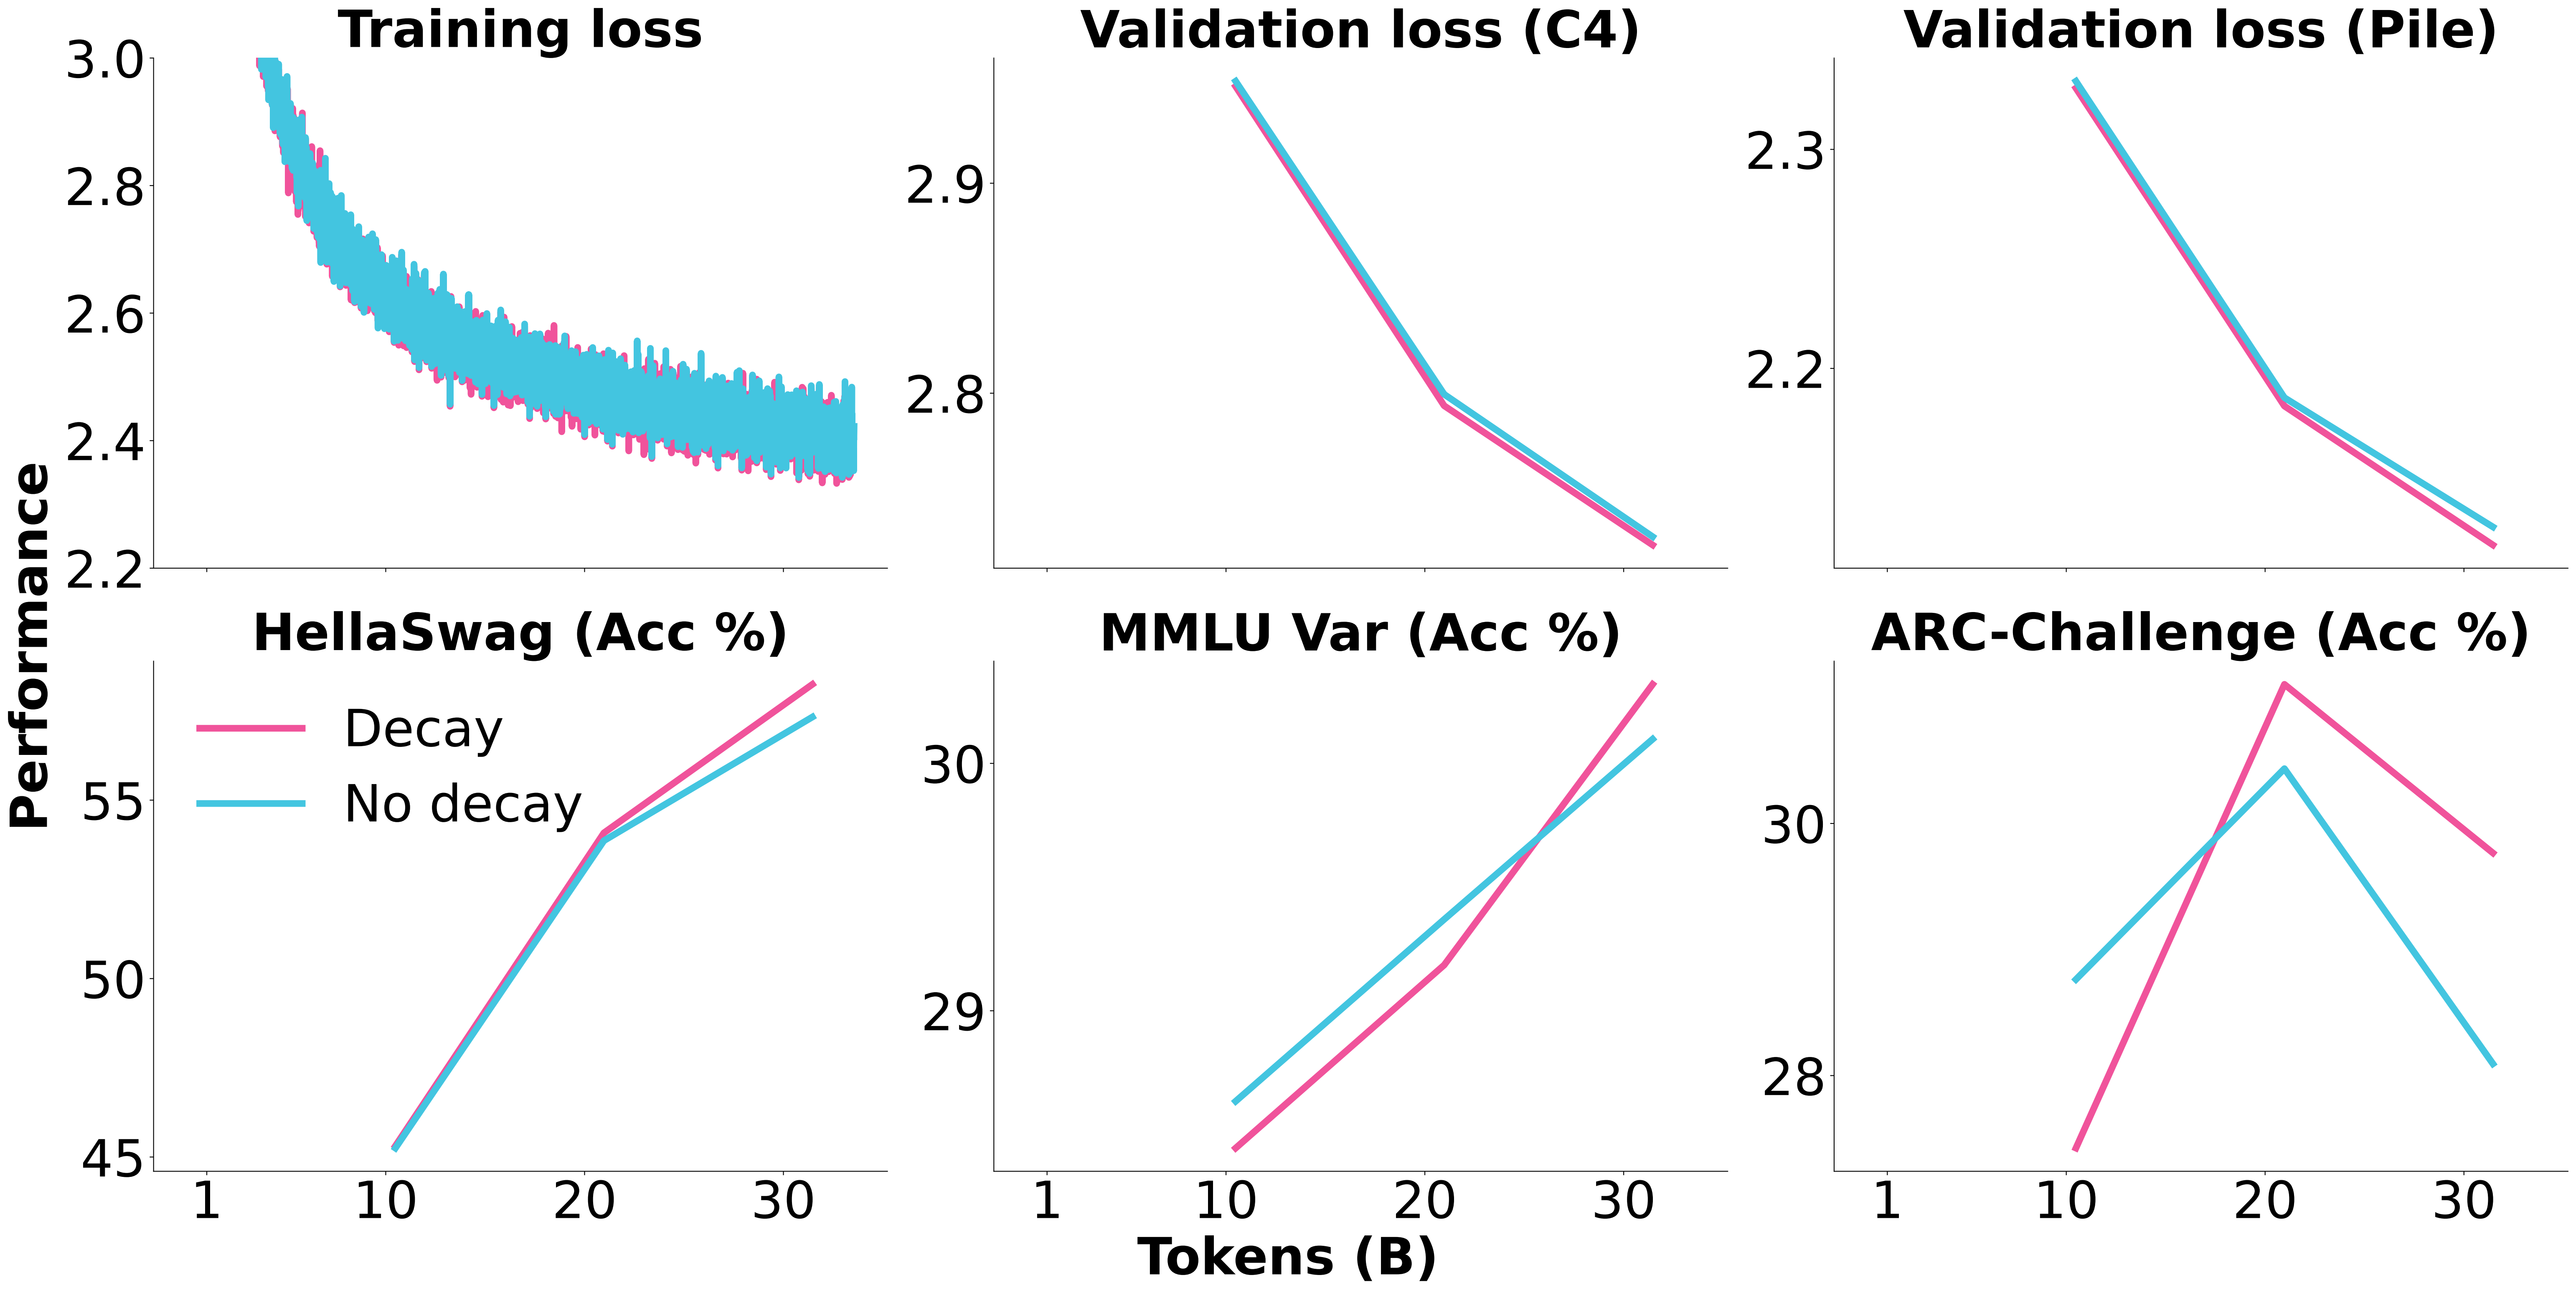 Training loss
Validation loss (C4)
Validation loss (Pile)
3.0
2.8
2.6
2.4
2.2
2.9
2.8
2.3
2.2
Performance
HellaSwag (Acc %)
MMLU Var (Acc %)
ARC-Challenge (Acc %)
Decay
No decay
55
50
45
30
29
30
28
1 10 20 30
1 10 20 30
1 10 20 30
Tokens (B)